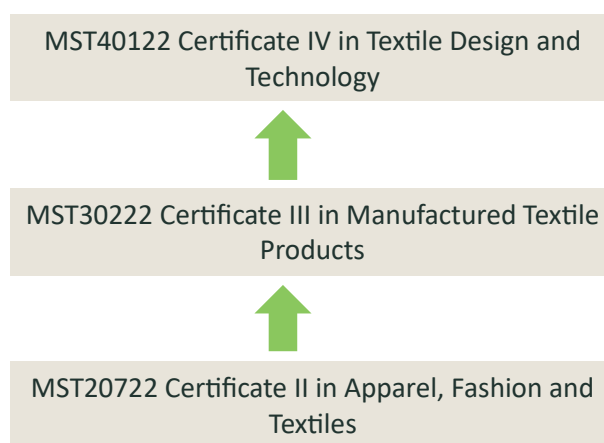 MST40122 Certificate IV in Textile Design and
Technology
MST30222 Certificate III in Manufactured Textile
Products
MST20722 Certificate II in Apparel, Fashion and
Textiles